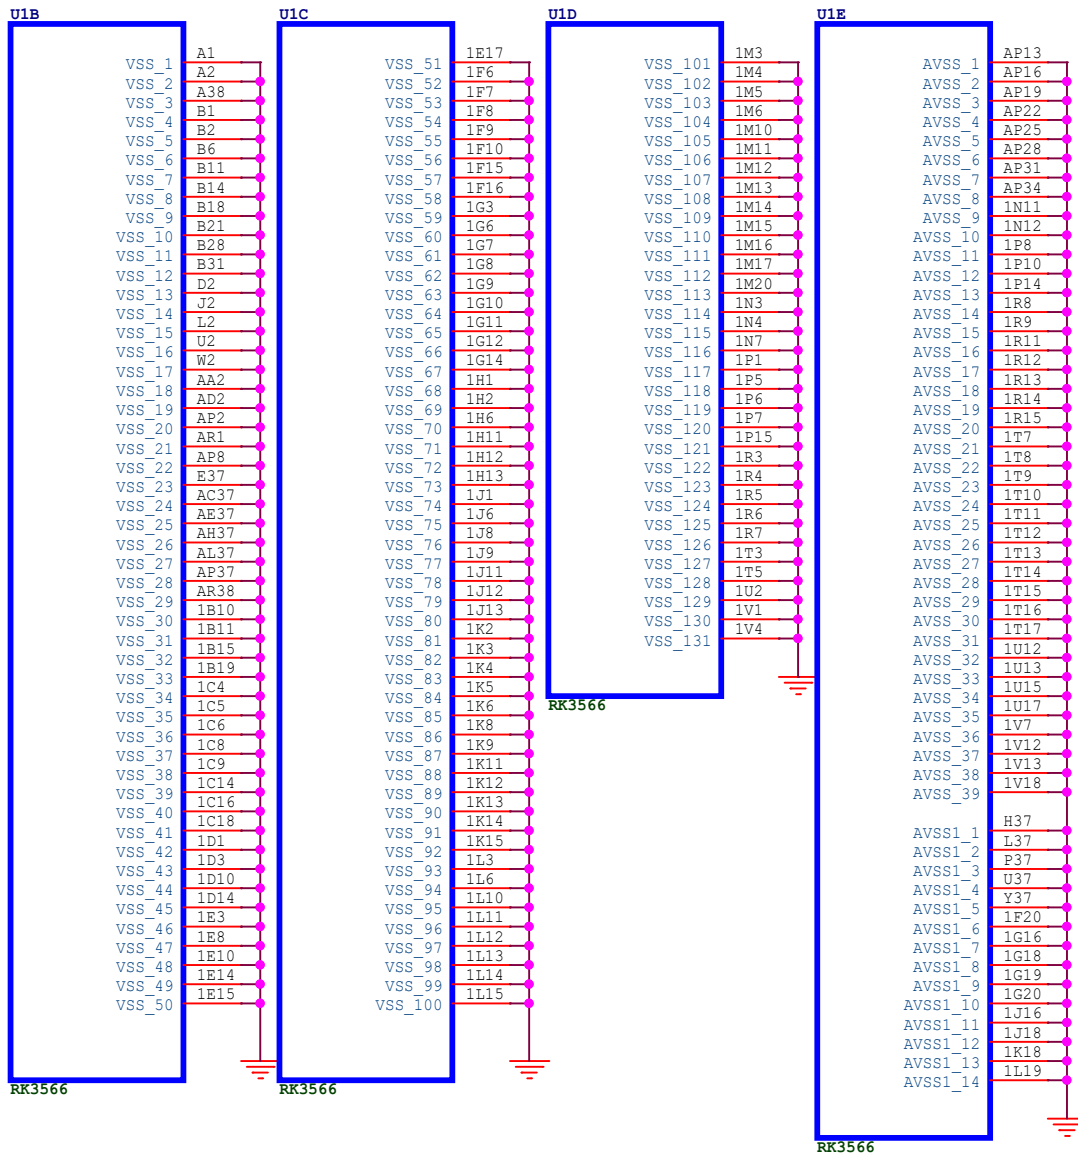 U1B
VSS_1 A1
VSS_2 A2
VSS_3 A38
VSS_4 B1
VSS_5 B2
VSS_6 B6
VSS_7 B11
VSS_8 B14
VSS_9 B18
VSS_10 B21
VSS_11 B28
VSS_12 B31
VSS_13 D2
VSS_14 J2
VSS_15 L2
VSS_16 U2
VSS_17 W2
VSS_18 AA2
VSS_19 AD2
VSS_20 AP2
VSS_21 AR1
VSS_22 AP8
VSS_23 E37
VSS_24 AC37
VSS_25 AE37
VSS_26 AH37
VSS_27 AL37
VSS_28 AP37
VSS_29 AR38
VSS_30 1B10
VSS_31 1B11
VSS_32 1B15
VSS_33 1B19
VSS_34 1C4
VSS_35 1C5
VSS_36 1C6
VSS_37 1C8
VSS_38 1C9
VSS_39 1C14
VSS_40 1C16
VSS_41 1C18
VSS_42 1D1
VSS_43 1D3
VSS_44 1D10
VSS_45 1D14
VSS_46 1E3
VSS_47 1E8
VSS_48 1E10
VSS_49 1E14
VSS_50 1E15
RK3566
U1C
VSS_51 1E17
VSS_52 1F6
VSS_53 1F7
VSS_54 1F8
VSS_55 1F9
VSS_56 1F10
VSS_57 1F15
VSS_58 1F16
VSS_59 1G3
VSS_60 1G6
VSS_61 1G7
VSS_62 1G8
VSS_63 1G9
VSS_64 1G10
VSS_65 1G11
VSS_66 1G12
VSS_67 1G14
VSS_68 1H1
VSS_69 1H2
VSS_70 1H6
VSS_71 1H11
VSS_72 1H12
VSS_73 1H13
VSS_74 1J1
VSS_75 1J6
VSS_76 1J8
VSS_77 1J9
VSS_78 1J11
VSS_79 1J12
VSS_80 1J13
VSS_81 1K2
VSS_82 1K3
VSS_83 1K4
VSS_84 1K5
VSS_85 1K6
VSS_86 1K8
VSS_87 1K9
VSS_88 1K11
VSS_89 1K12
VSS_90 1K13
VSS_91 1K14
VSS_92 1K15
VSS_93 1L3
VSS_94 1L6
VSS_95 1L10
VSS_96 1L11
VSS_97 1L12
VSS_98 1L13
VSS_99 1L14
VSS_100 1L15
RK3566
U1D
VSS_101 1M3
VSS_102 1M4
VSS_103 1M5
VSS_104 1M6
VSS_105 1M10
VSS_106 1M11
VSS_107 1M12
VSS_108 1M13
VSS_109 1M14
VSS_110 1M15
VSS_111 1M16
VSS_112 1M17
VSS_113 1M20
VSS_114 1N3
VSS_115 1N4
VSS_116 1N7
VSS_117 1P1
VSS_118 1P5
VSS_119 1P6
VSS_120 1P7
VSS_121 1P15
VSS_122 1R3
VSS_123 1R4
VSS_124 1R5
VSS_125 1R6
VSS_126 1R7
VSS_127 1T3
VSS_128 1T5
VSS_129 1U2
VSS_130 1V1
VSS_131 1V4
RK3566
U1E
AVSS_1 AP13
AVSS_2 AP16
AVSS_3 AP19
AVSS_4 AP22
AVSS_5 AP25
AVSS_6 AP28
AVSS_7 AP31
AVSS_8 AP34
AVSS_9 1N11
AVSS_10 1N12
AVSS_11 1P8
AVSS_12 1P10
AVSS_13 1P14
AVSS_14 1R8
AVSS_15 1R9
AVSS_16 1R11
AVSS_17 1R12
AVSS_18 1R13
AVSS_19 1R14
AVSS_20 1R15
AVSS_21 1T7
AVSS_22 1T8
AVSS_23 1T9
AVSS_24 1T10
AVSS_25 1T11
AVSS_26 1T12
AVSS_27 1T13
AVSS_28 1T14
AVSS_29 1T15
AVSS_30 1T16
AVSS_31 1T17
AVSS_32 1U12
AVSS_33 1U13
AVSS_34 1U15
AVSS_35 1U17
AVSS_36 1V7
AVSS_37 1V12
AVSS_38 1V13
AVSS_39 1V18
AVSS1_1 H37
AVSS1_2 L37
AVSS1_3 P37
AVSS1_4 U37
AVSS1_5 Y37
AVSS1_6 1F20
AVSS1_7 1G16
AVSS1_8 1G18
AVSS1_9 1G19
AVSS1_10 1G20
AVSS1_11 1J16
AVSS1_12 1J18
AVSS1_13 1K18
AVSS1_14 1L19
RK3566